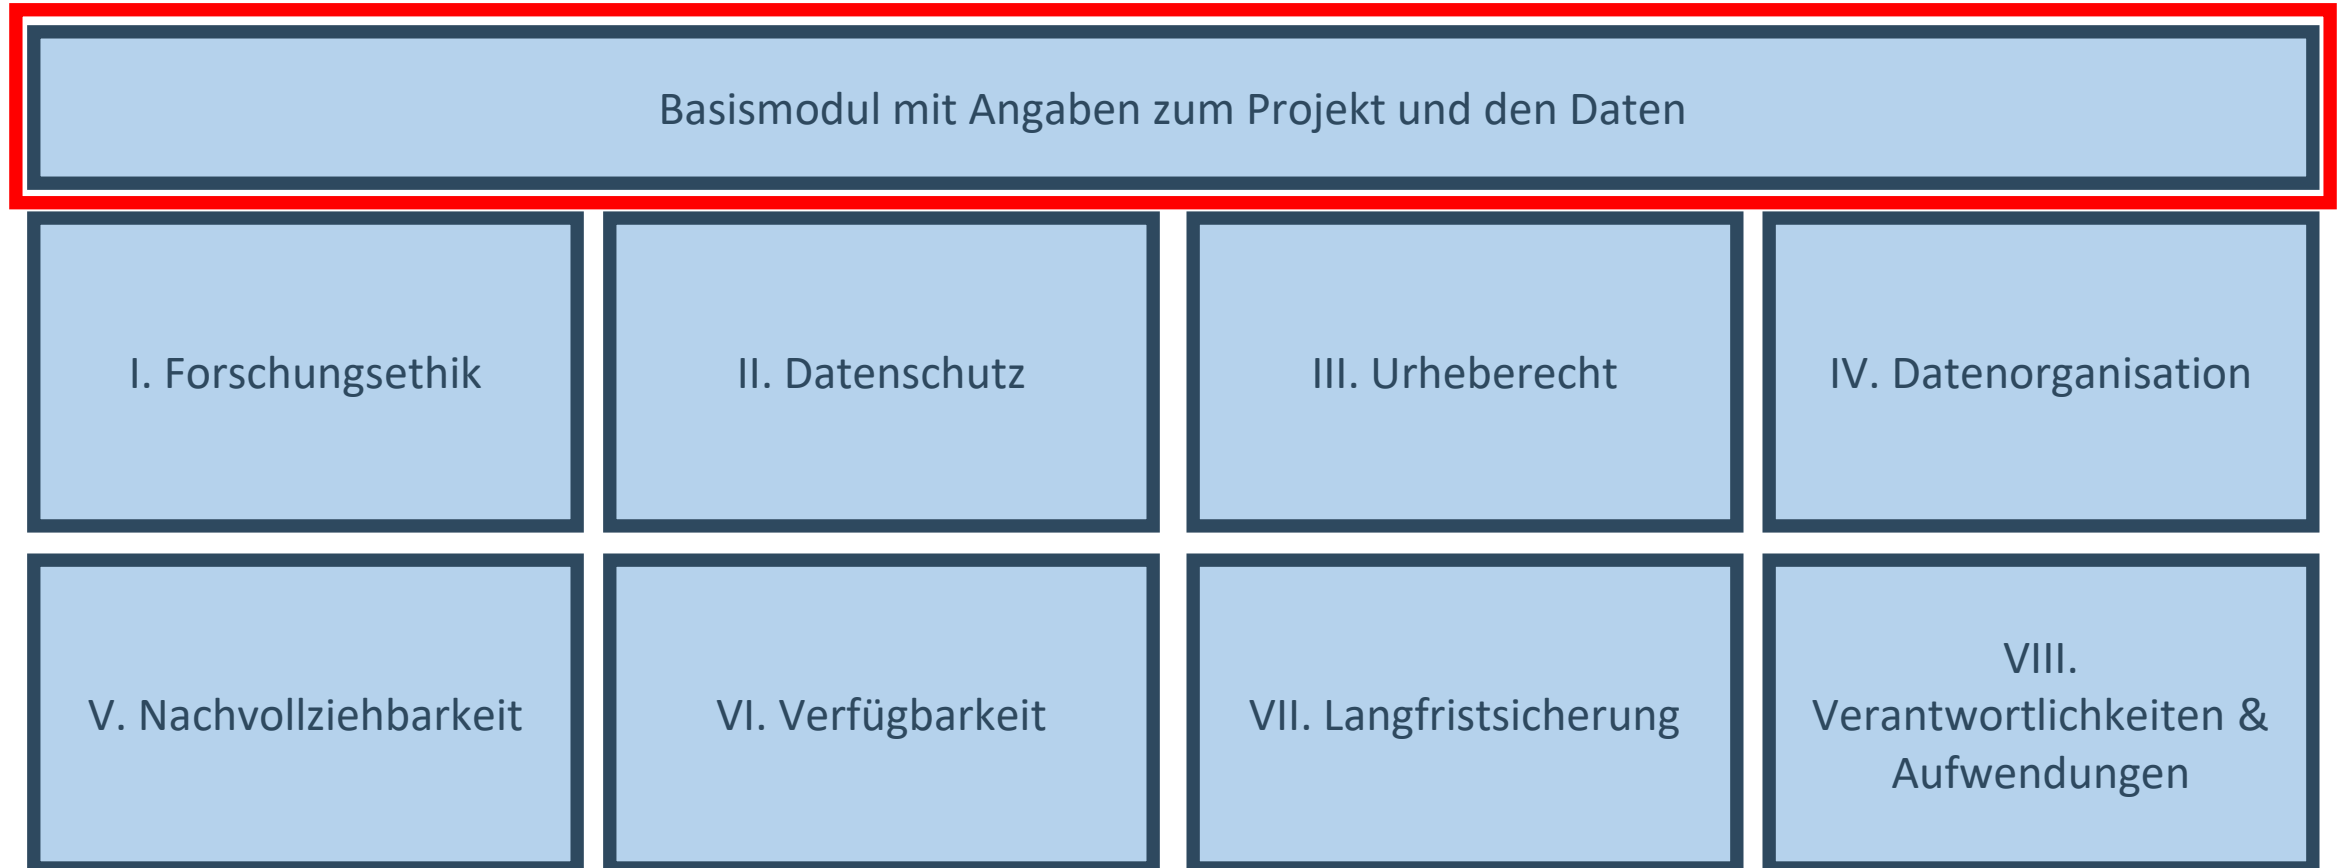 Basismodul mit Angaben zum Projekt und den Daten
I. Forschungsethik
II. Datenschutz
III. Urheberecht
IV. Datenorganisation
V. Nachvollziehbarkeit
VI. Verfügbarkeit
VII. Langfristsicherung
VIII.
Verantwortlichkeiten &
Aufwendungen